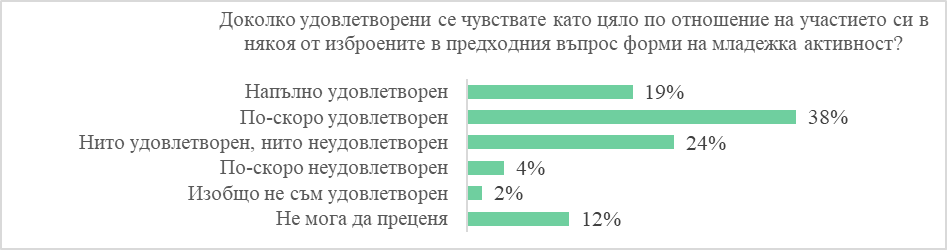 Доколко удовлетворени се чувствате като цяло по отношение на участието си в
някоя от изброените в предходния въпрос форми на младежка активност?
Напълно удовлетворен 19%
По-скоро удовлетворен 38%
Нито удовлетворен, нито неудовлетворен 24%
По-скоро неудовлетворен 4%
Изобщо не съм удовлетворен 2%
Не мога да преценя 12%